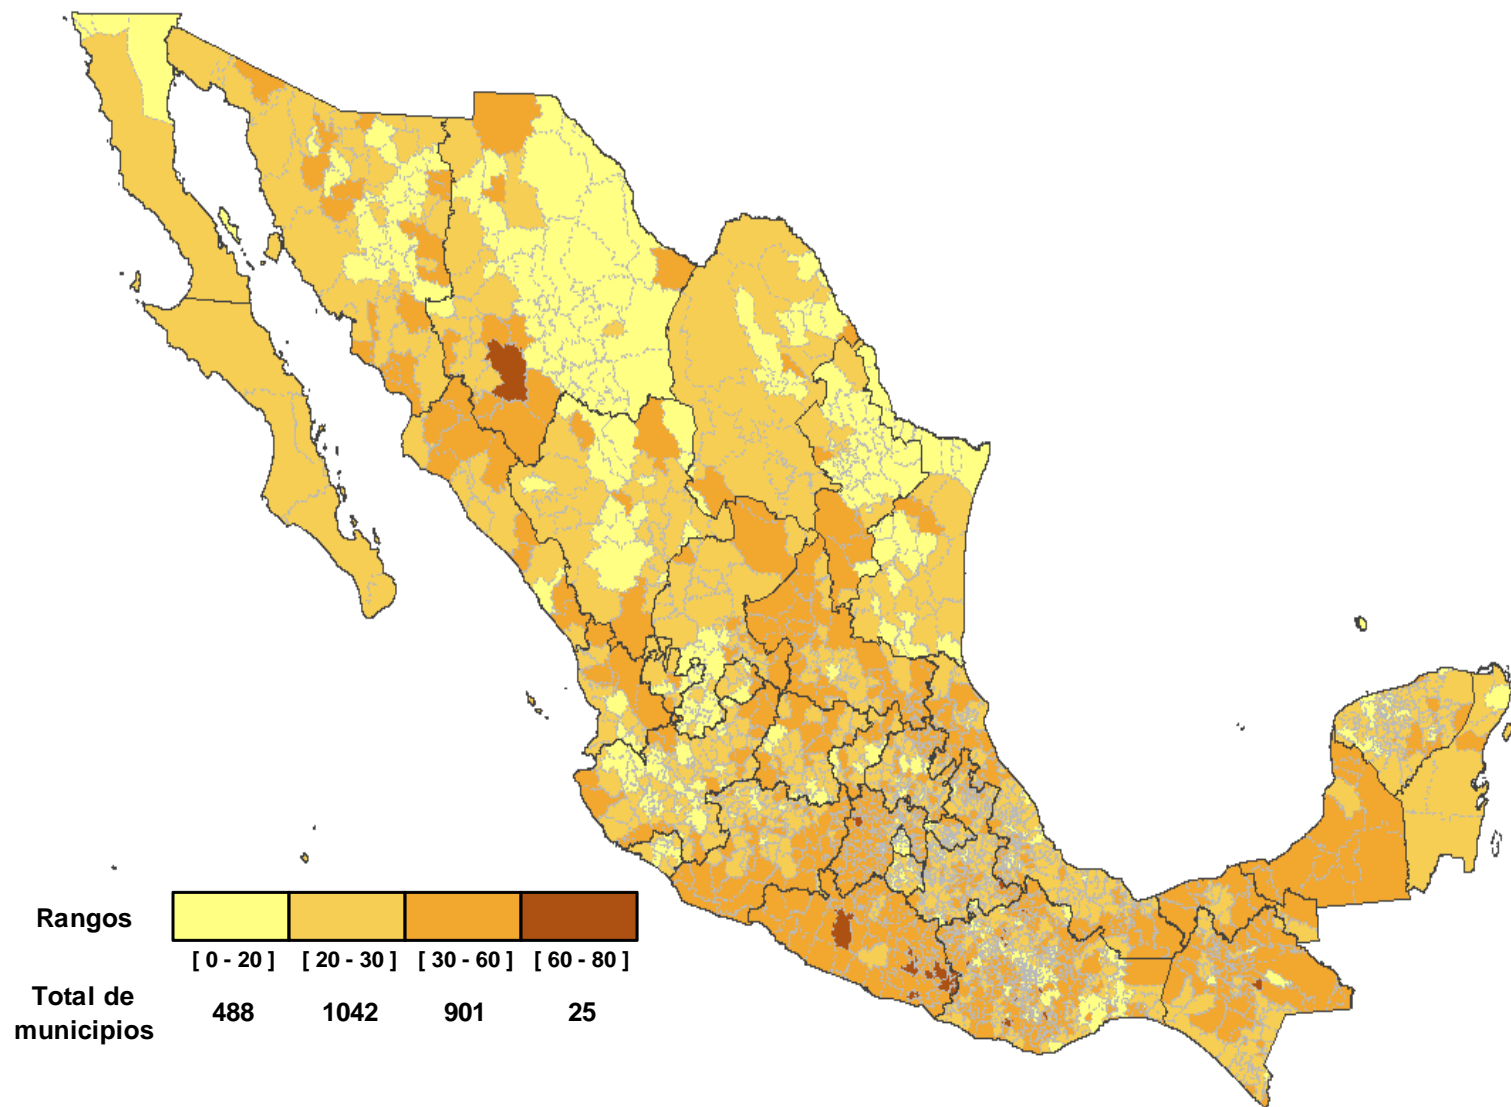 Rangos
[ 0 - 20 ] [ 20 - 30 ] [ 30 - 60 ] [ 60 - 80 ]
Total de
municipios
488 1042 901 25